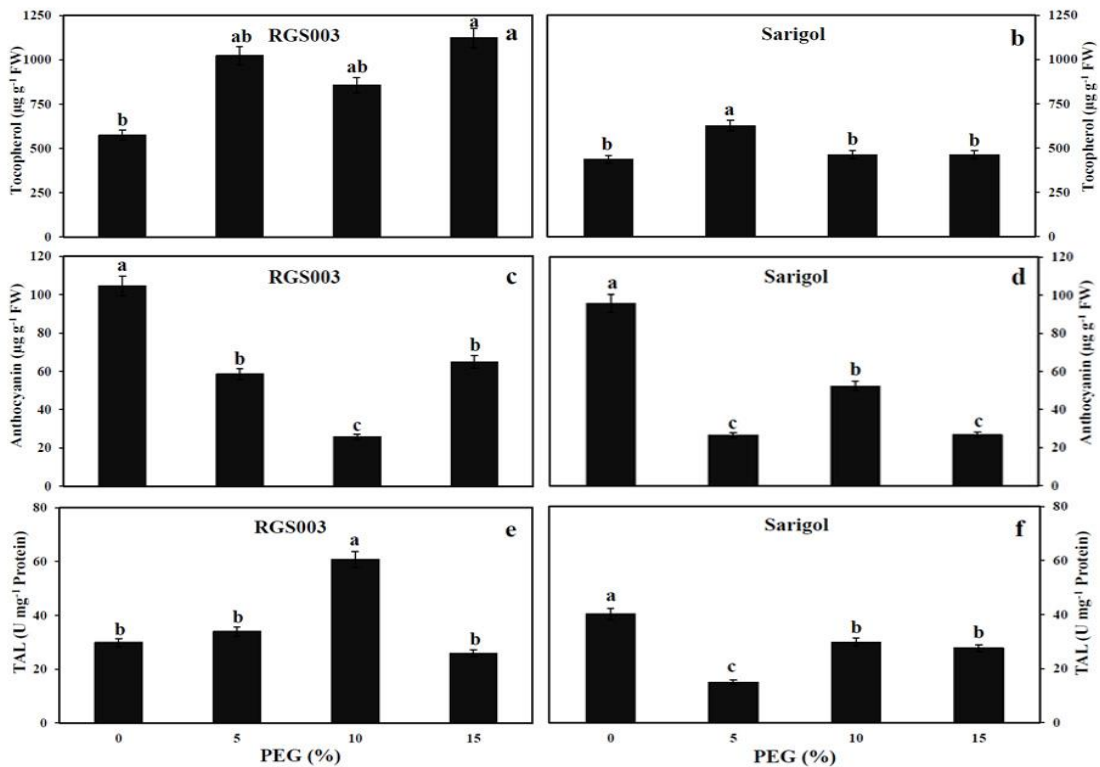 RGS003
a
Tocopherol (µg g-1 FW)
1250
1000
750
500
250
0
b
ab
ab
a
Sarigol
b
Tocopherol (µg g-1 FW)
1250
1000
750
500
250
0
b
a
b
b
RGS003
c
Anthocyanin (µg g-1 FW)
120
100
80
60
40
20
0
a
b
c
b
Sarigol
d
Anthocyanin (µg g-1 FW)
120
100
80
60
40
20
0
a
c
b
c
RGS003
e
TAL (U mg-1 Protein)
80
60
40
20
0
b
b
a
b
0 5 10 15
PEG (%)
Sarigol
f
TAL (U mg-1 Protein)
80
60
40
20
0
a
c
b
b
0 5 10 15
PEG (%)